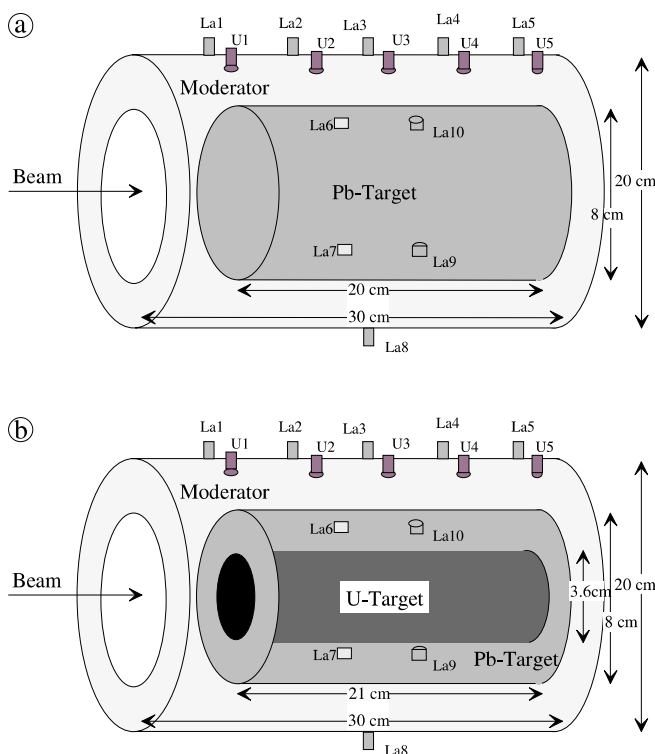 a
La1 La2 La3 La4 La5
U1 U2 U3 U4 U5
Moderator
La6 La10
Beam
Pb-Target
20 cm
8 cm
La7 La9
20 cm
30 cm
La8
b
La1 La2 La3 La4 La5
U1 U2 U3 U4 U5
Moderator
La6 La10
Beam
U-Target
3.6cm
20 cm
8 cm
La7 La9 Pb-Target
21 cm
30 cm
La8